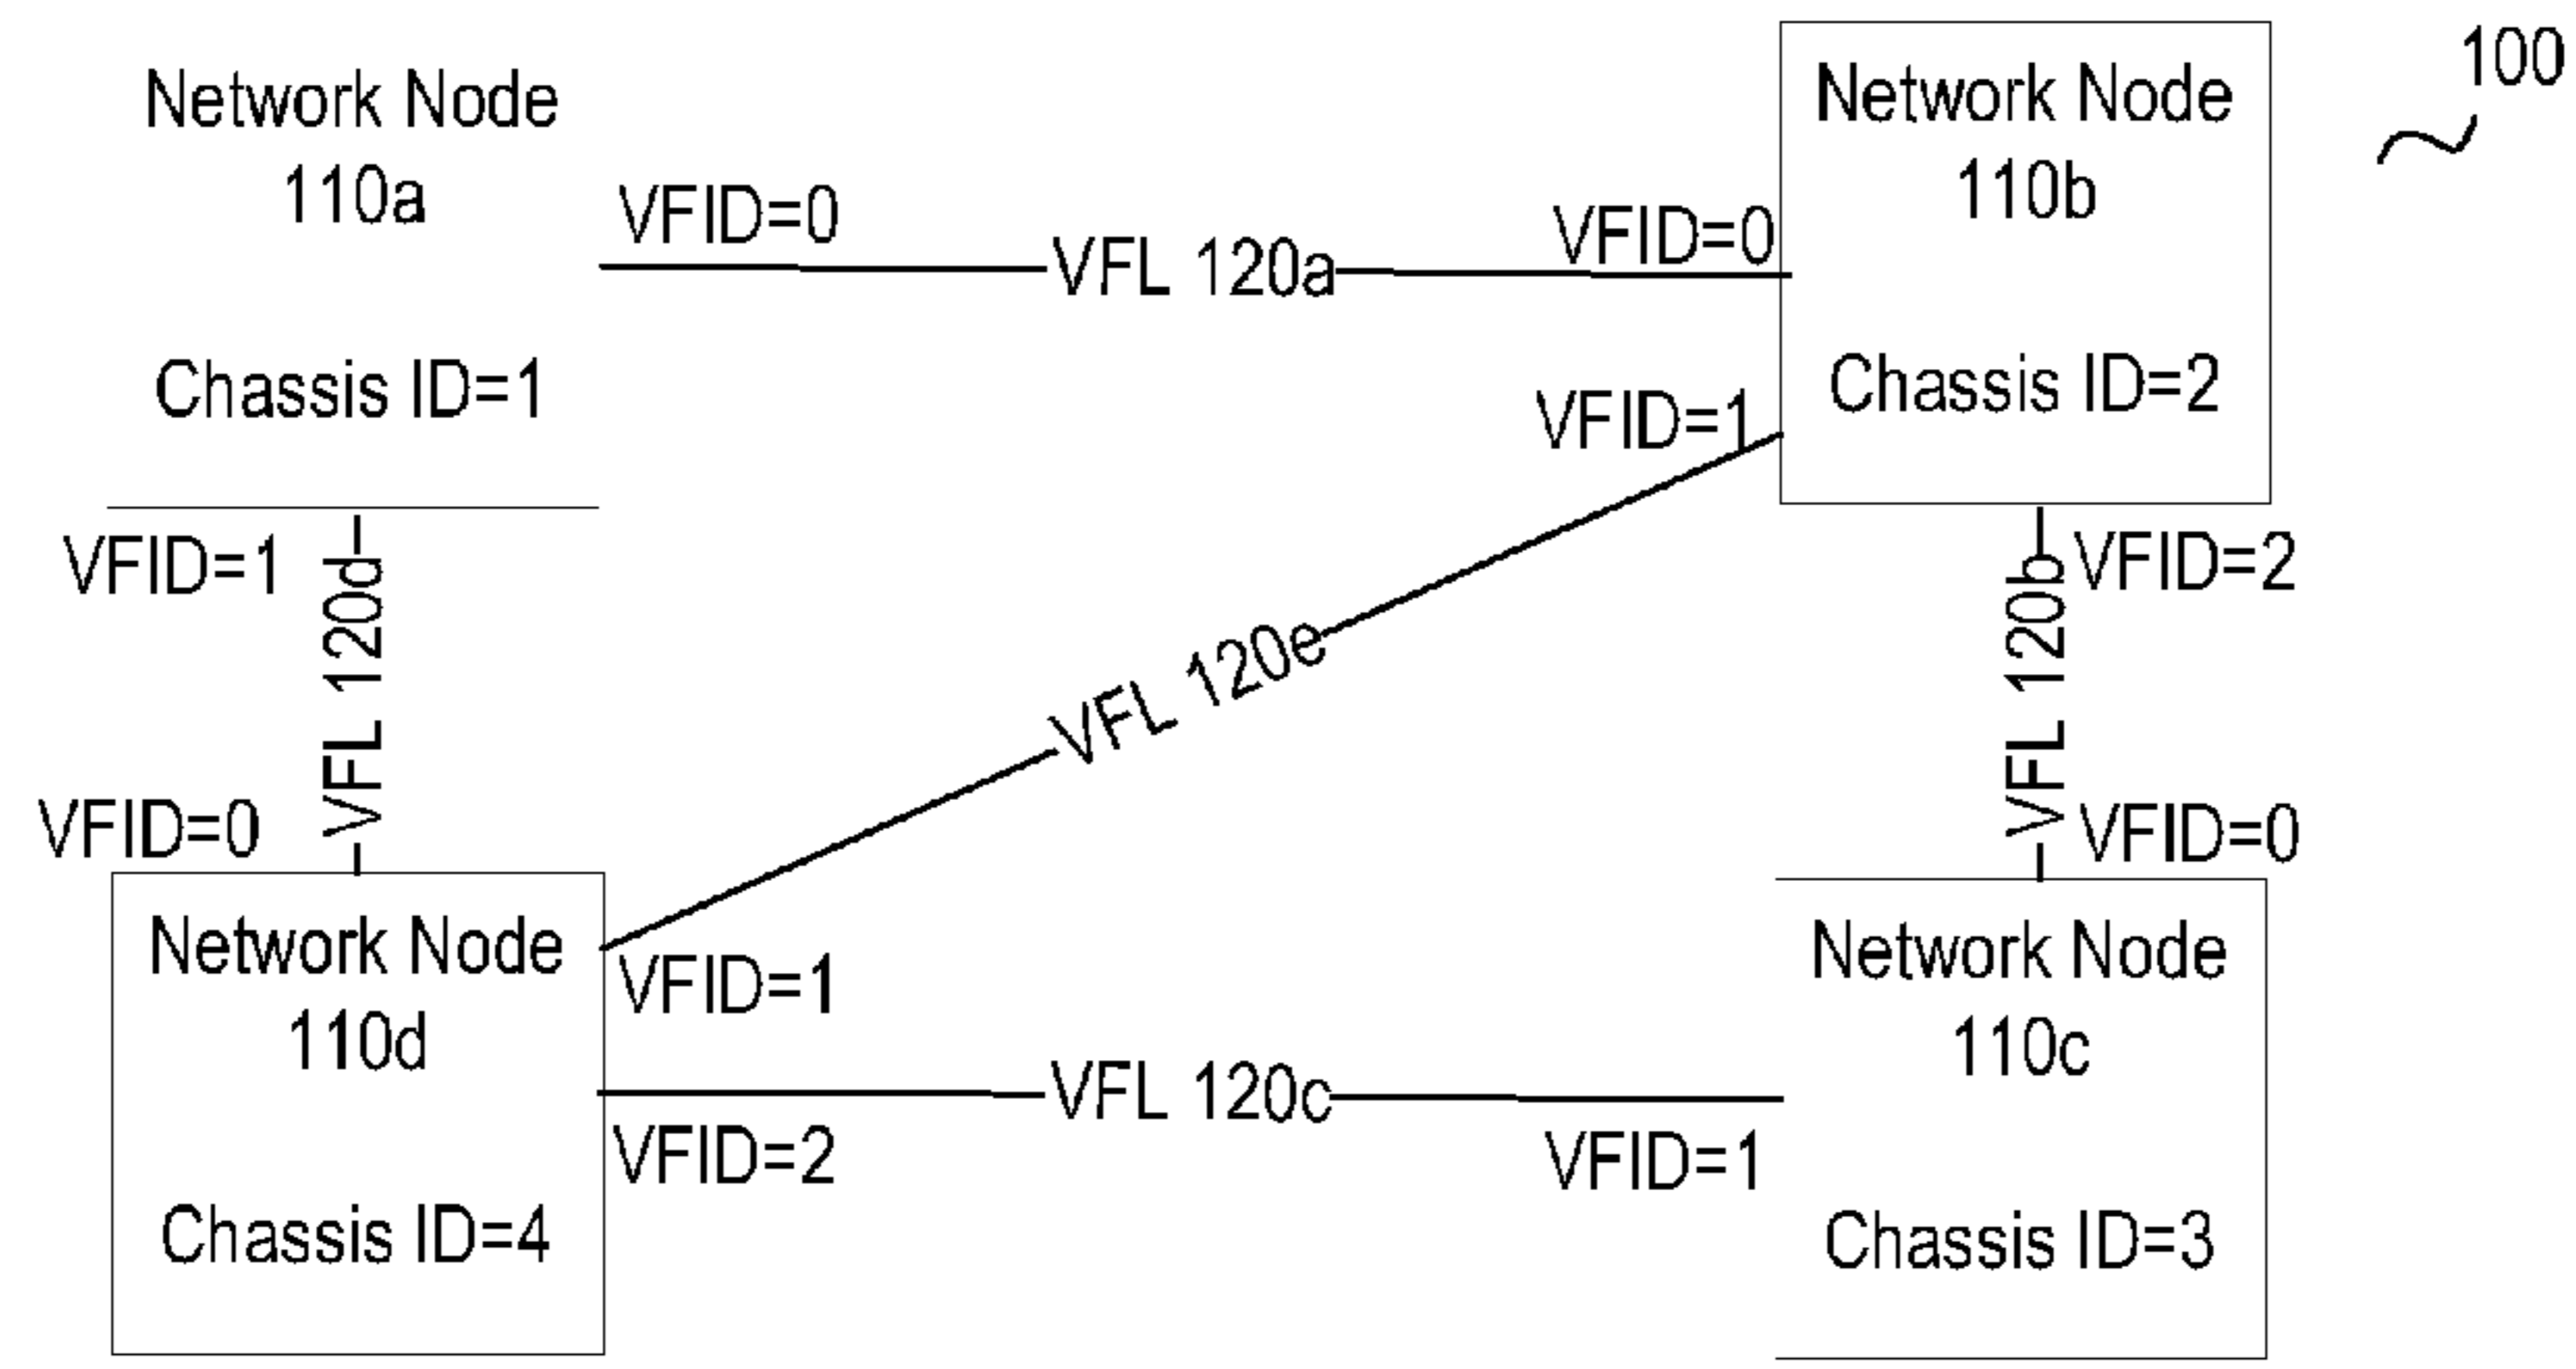 Network Node
110a
Chassis ID=1
VFID=0
VFL 120a
VFID=0
Network Node
110b
Chassis ID=2
100
VFID=1
VFID=1
VFL 120d
VFID=0
VFL 120e
VFID=2
VFL 120b
VFID=0
Network Node
110d
Chassis ID=4
VFID=1
VFID=2
VFL 120c
VFID=1
Network Node
110c
Chassis ID=3